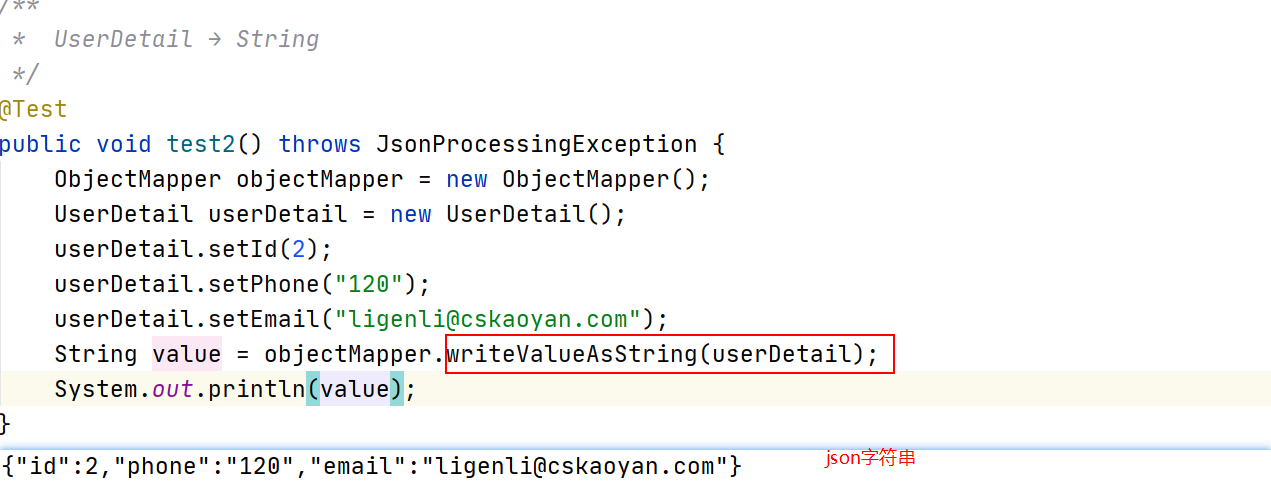 /**
 *  UserDetail → String
 */
@Test
public void test2() throws JsonProcessingException {
    ObjectMapper objectMapper = new ObjectMapper();
    UserDetail userDetail = new UserDetail();
    userDetail.setId(2);
    userDetail.setPhone("120");
    userDetail.setEmail("ligenli@cskaoyan.com");
    String value = objectMapper.writeValueAsString(userDetail);
    System.out.println(value);
}
{"id":2,"phone":"120","email":"ligenli@cskaoyan.com"} json字符串